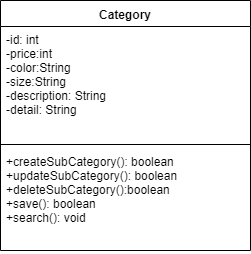 Category
-id: int
-price:int
-color:String
-size:String
-description: String
-detail: String
+createSubCategory(): boolean
+updateSubCategory(): boolean
+deleteSubCategory():boolean
+save(): boolean
+search(): void